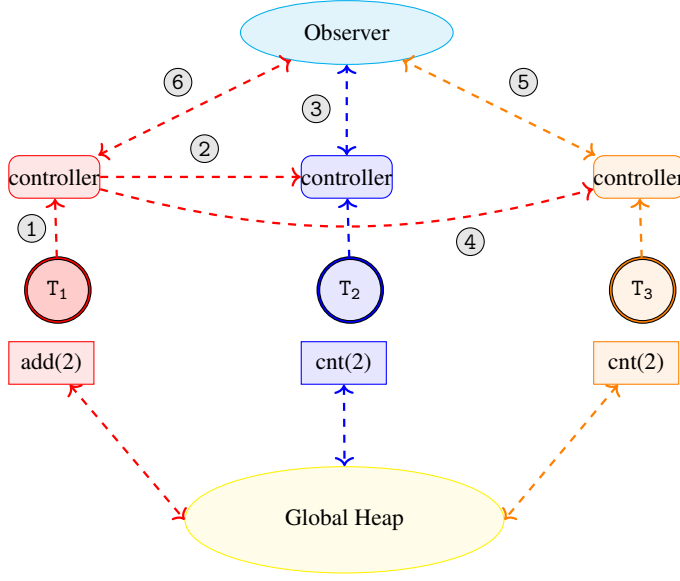 Observer
6
5
3
2
controller
controller
controller
1
4
T₁
T₂
T₃
add(2)
cnt(2)
cnt(2)
Global Heap